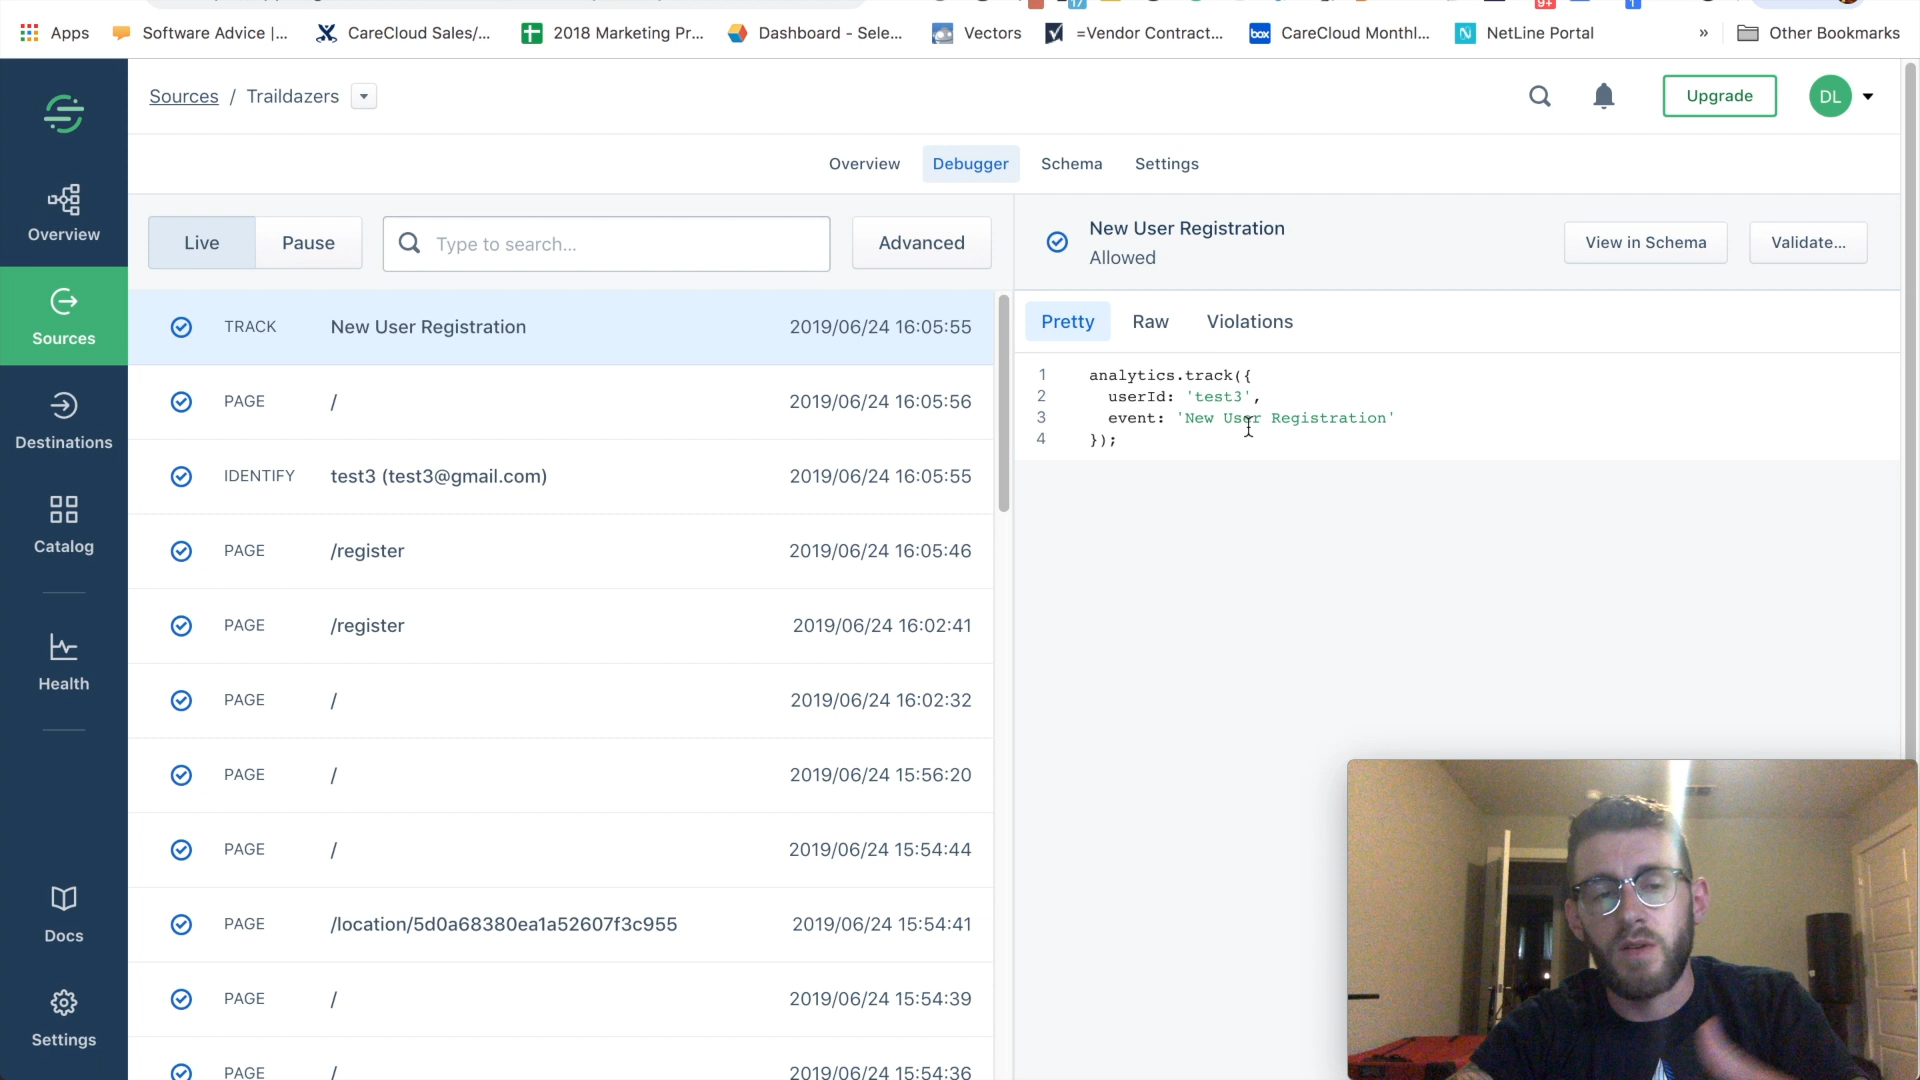 17
9+
1
Apps
Software Advice |...
CareCloud Sales/...
2018 Marketing Pr...
Dashboard - Sele...
Vectors
=Vendor Contract...
box
CareCloud Monthl...
N
NetLine Portal
»
Other Bookmarks
Sources / Traildazers
Upgrade
DL
Overview
Debugger
Schema
Settings
Overview
Sources
Destinations
Catalog
Health
Docs
Settings
Live
Pause
Type to search...
Advanced
TRACK New User Registration 2019/06/24 16:05:55
PAGE / 2019/06/24 16:05:56
IDENTIFY test3 (test3@gmail.com) 2019/06/24 16:05:55
PAGE /register 2019/06/24 16:05:46
PAGE /register 2019/06/24 16:02:41
PAGE / 2019/06/24 16:02:32
PAGE / 2019/06/24 15:56:20
PAGE / 2019/06/24 15:54:44
PAGE /location/5d0a68380ea1a52607f3c955 2019/06/24 15:54:41
PAGE / 2019/06/24 15:54:39
PAGE / 2019/06/24 15:54:36
New User Registration
Allowed
View in Schema
Validate...
Pretty
Raw
Violations
1 analytics.track({
2 userId: 'test3',
3 event: 'New User Registration'
4 });